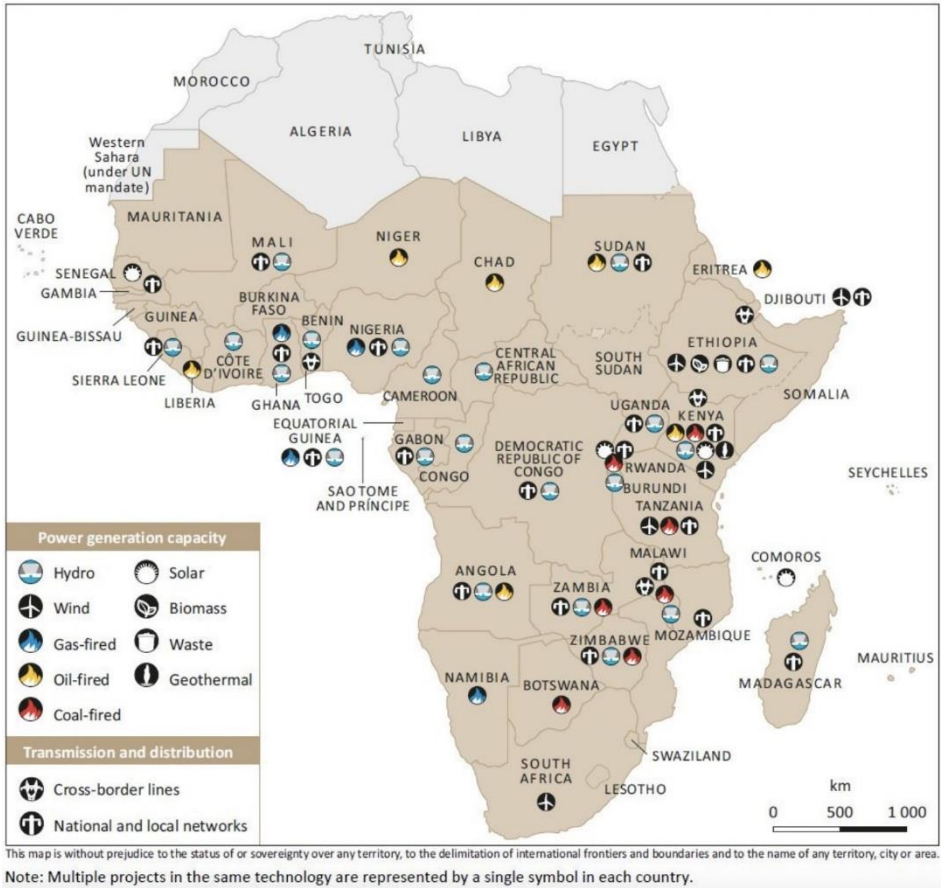 TUNISIA
MOROCCO
ALGERIA
LIBYA
EGYPT
Western
Sahara
(under UN
mandate)
CABO
VERDE
MAURITANIA
MALI
NIGER
CHAD
SUDAN
ERITREA
SENEGAL
GAMBIA
DJIBOUTI
GUINEA-BISSAU
GUINEA
BURKINA
FASO
BENIN
NIGERIA
ETHIOPIA
SIERRA LEONE
CÔTE
D'IVOIRE
CENTRAL
AFRICAN
REPUBLIC
SOUTH
SUDAN
SOMALIA
LIBERIA
GHANA
TOGO
CAMEROON
UGANDA
KENYA
EQUATORIAL
GUINEA
GABON
CONGO
DEMOCRATIC
REPUBLIC OF
CONGO
RWANDA
BURUNDI
SEYCHELLES
SAO TOME
AND PRÍNCIPE
TANZANIA
MALAWI
COMOROS
ANGOLA
ZAMBIA
MOZAMBIQUE
ZIMBABWE
MAURITIUS
MADAGASCAR
NAMIBIA
BOTSWANA
SWAZILAND
SOUTH
AFRICA
LESOTHO
Power generation capacity
Hydro
Solar
Wind
Biomass
Gas-fired
Waste
Oil-fired
Geothermal
Coal-fired
Transmission and distribution
Cross-border lines
National and local networks
km
0 500 1 000
This map is without prejudice to the status of or sovereignty over any territory, to the delimitation of international frontiers and boundaries and to the name of any territory, city or area.
Note: Multiple projects in the same technology are represented by a single symbol in each country.